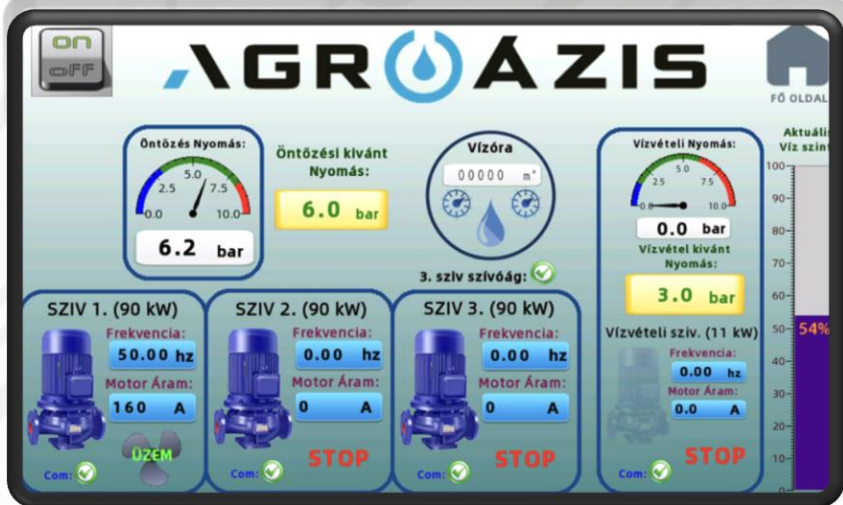 ON
OFF
AGROÁZIS
FŐ OLDAL
Öntözés Nyomás:
0.0 2.5 5.0 7.5 10.0
6.2 bar
Öntözési kívánt
Nyomás:
6.0 bar
Vízóra
00000 m³
3. sziv szívóág:
Vízvételi Nyomás:
0.0 2.5 5.0 7.5 10.0
0.0 bar
Vízvétel kívánt
Nyomás:
3.0 bar
Aktuális
Víz szint
100
90
80
70
60
50
40
30
20
10
0
54%
SZIV 1. (90 kW)
Frekvencia:
50.00 hz
Motor Áram:
160 A
ÜZEM
Com:
SZIV 2. (90 kW)
Frekvencia:
0.00 hz
Motor Áram:
0 A
STOP
Com:
SZIV 3. (90 kW)
Frekvencia:
0.00 hz
Motor Áram:
0 A
STOP
Com:
Vízvételi sziv. (11 kW)
Frekvencia:
0.00 hz
Motor Áram:
0.0 A
STOP
Com: